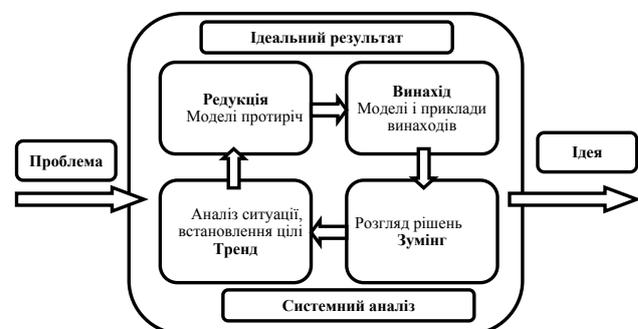 Ідеальний результат
Редукція
Моделі протиріч
Винахід
Моделі і приклади
винаходів
Проблема
Ідея
Аналіз ситуації,
встановлення цілі
Тренд
Розгляд рішень
Зумінг
Системний аналіз